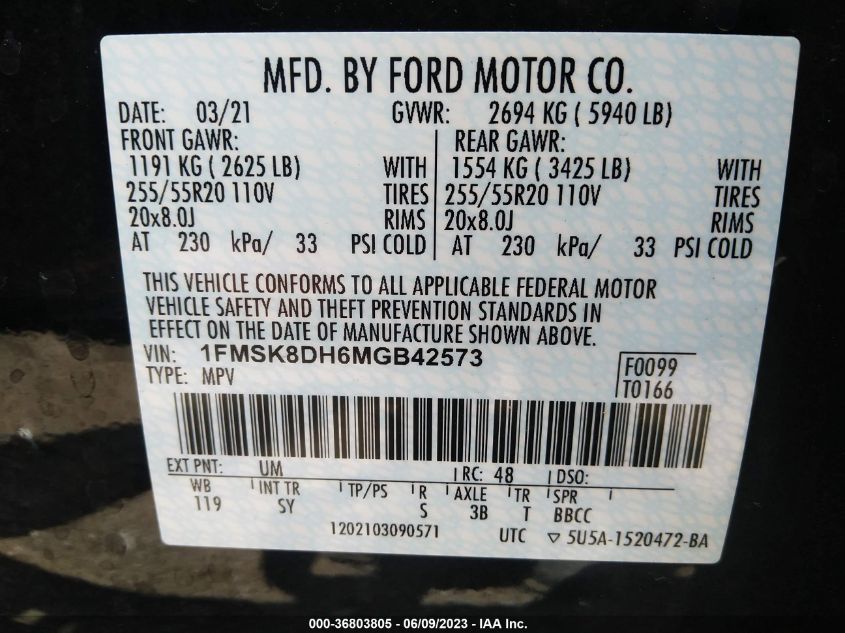 MFD. BY FORD MOTOR CO.
DATE: 03/21 GVWR: 2694 KG ( 5940 LB)
FRONT GAWR: REAR GAWR:
1191 KG ( 2625 LB) WITH 1554 KG ( 3425 LB) WITH
255/55R20 110V TIRES 255/55R20 110V TIRES
20x8.0J RIMS 20x8.0J RIMS
AT 230 kPa/ 33 PSI COLD AT 230 kPa/ 33 PSI COLD
THIS VEHICLE CONFORMS TO ALL APPLICABLE FEDERAL MOTOR
VEHICLE SAFETY AND THEFT PREVENTION STANDARDS IN
EFFECT ON THE DATE OF MANUFACTURE SHOWN ABOVE.
VIN: 1FMSK8DH6MGB42573
TYPE: MPV
F0099
T0166
EXT PNT: UM RC: 48 DSO:
WB INT TR TP/PS R AXLE TR SPR
119 SY S 3B T BBCC
1202103090571 UTC ▽ 5U5A-1520472-BA
000-36803805 - 06/09/2023 - IAA Inc.